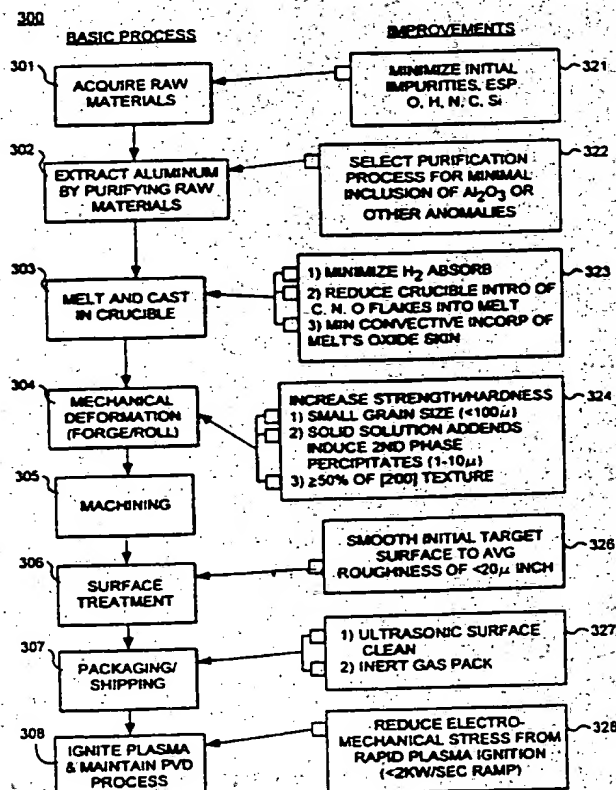 300
BASIC PROCESS
IMPROVEMENTS
301
ACQUIRE RAW
MATERIALS
MINIMIZE INITIAL
IMPURITIES, ESP
O, H, N, C, Si
321
302
EXTRACT ALUMINUM
BY PURIFYING RAW
MATERIALS
SELECT PURIFICATION
PROCESS FOR MINIMAL
INCLUSION OF Al2O3 OR
OTHER ANOMALIES
322
303
MELT AND CAST
IN CRUCIBLE
1) MINIMIZE H2 ABSORB
2) REDUCE CRUCIBLE INTRO OF
C, N, O FLAKES INTO MELT
3) MIN CONVECTIVE INCORP OF
MELT'S OXIDE SKIN
323
304
MECHANICAL
DEFORMATION
(FORGE/ROLL)
INCREASE STRENGTH/HARDNESS
1) SMALL GRAIN SIZE (<100μ)
2) SOLID SOLUTION ADDENDS
INDUCE 2ND PHASE
PERCIPITATES (1-10μ)
3) ≥50% OF [200] TEXTURE
324
305
MACHINING
306
SURFACE
TREATMENT
SMOOTH INITIAL TARGET
SURFACE TO AVG
ROUGHNESS OF <20μ INCH
326
307
PACKAGING/
SHIPPING
1) ULTRASONIC SURFACE
CLEAN
2) INERT GAS PACK
327
308
IGNITE PLASMA
& MAINTAIN PVD
PROCESS
REDUCE ELECTRO-
MECHANICAL STRESS FROM
RAPID PLASMA IGNITION
(<2KW/SEC RAMP)
328